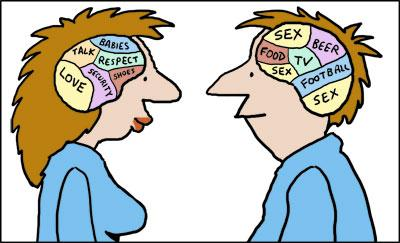 BABIES
TALK
RESPECT
LOVE
SECURITY
SHOES
SEX
BEER
FOOD
TV
SEX
FOOTBALL
SEX